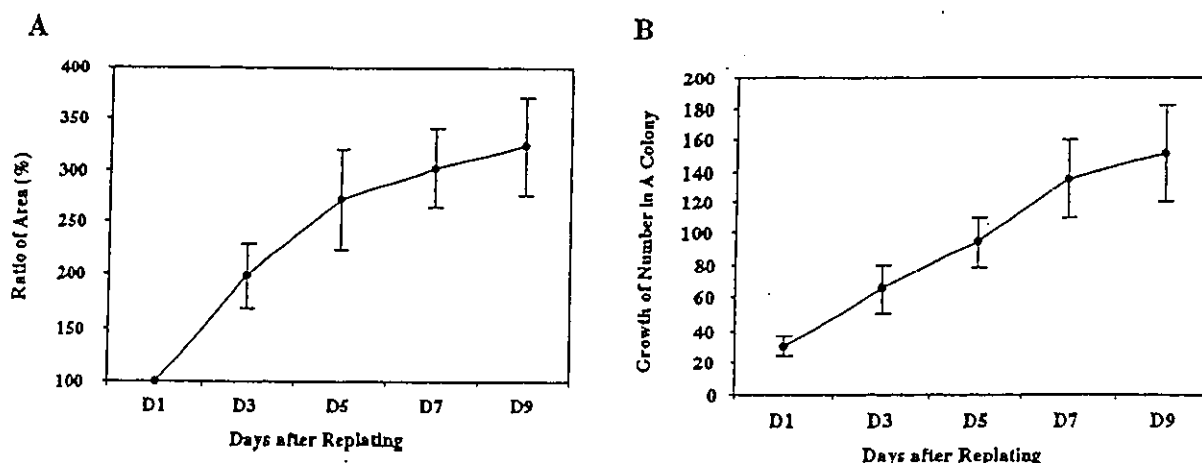 A
400
350
300
250
200
150
100
Ratio of Area (%)
D1 D3 D5 D7 D9
Days after Replating
B
200
180
160
140
120
100
80
60
40
20
0
Growth of Number in A Colony
D1 D3 D5 D7 D9
Days after Replating